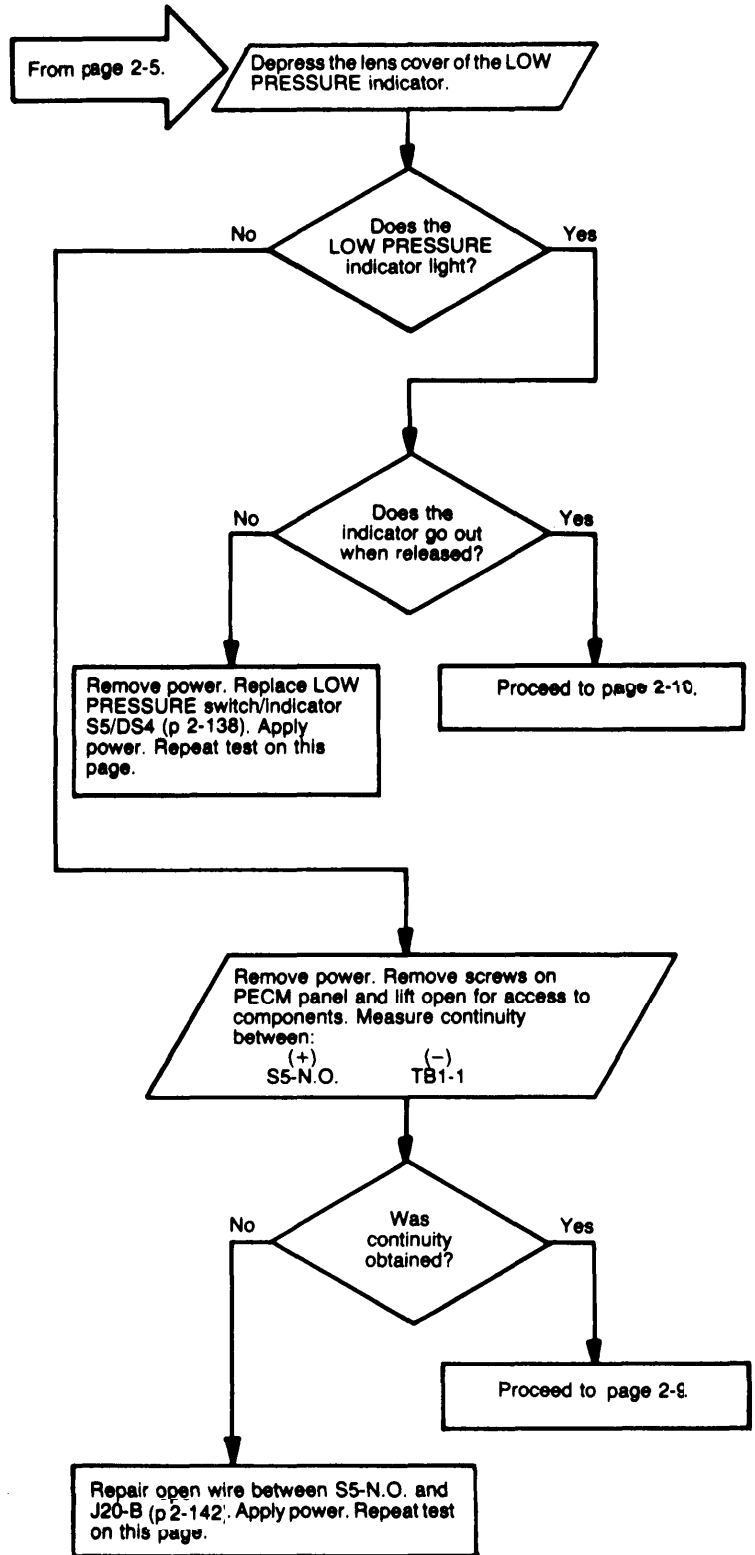 From page 2-5.
Depress the lens cover of the LOW
PRESSURE indicator.
Does the
LOW PRESSURE
indicator light?
No
Yes
Does the
indicator go out
when released?
No
Yes
Remove power. Replace LOW
PRESSURE switch/indicator
S5/DS4 (p 2-138). Apply
power. Repeat test on this
page.
Proceed to page 2-10.
Remove power. Remove screws on
PECM panel and lift open for access to
components. Measure continuity
between:
(+) (-)
S5-N.O. TB1-1
Was
continuity
obtained?
No
Yes
Proceed to page 2-9.
Repair open wire between S5-N.O. and
J20-B (p 2-142). Apply power. Repeat test
on this page.